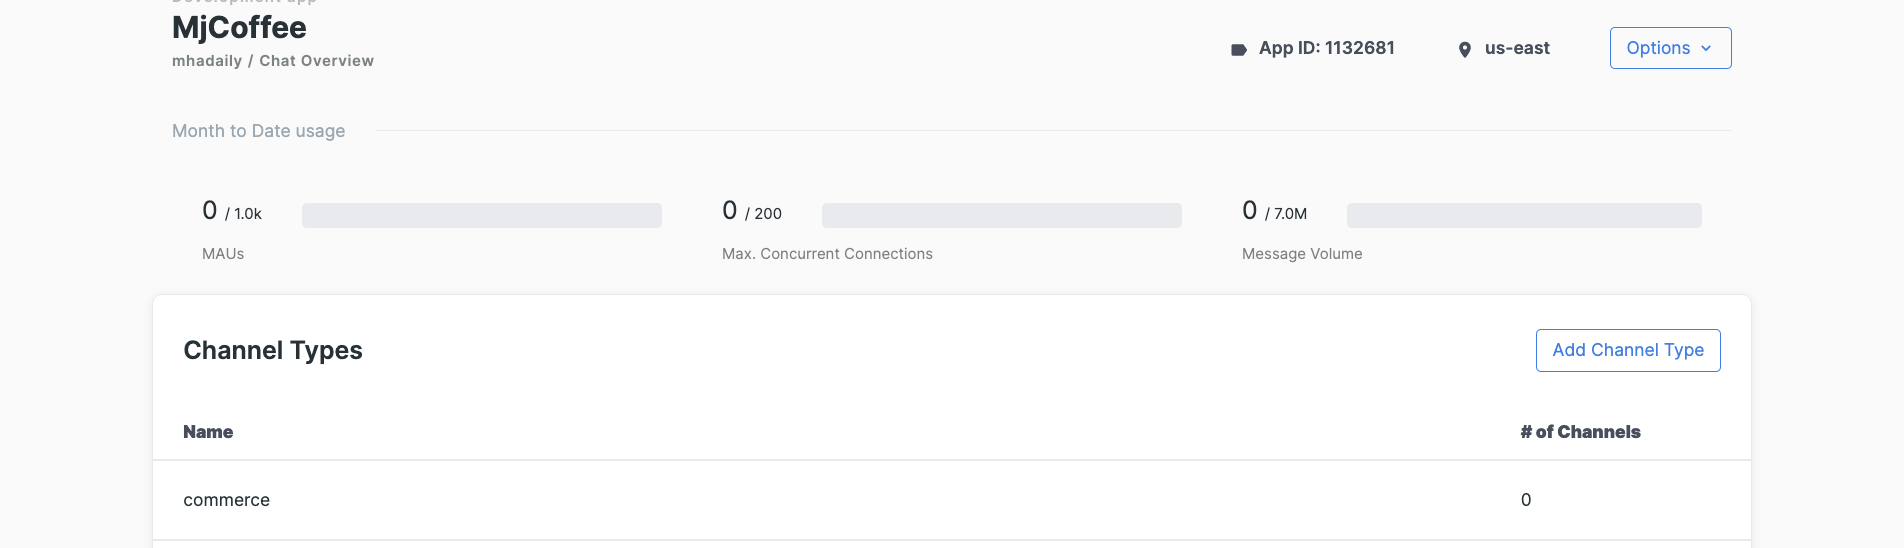 Development app
MjCoffee
mhadaily / Chat Overview
App ID: 1132681
us-east
Options
Month to Date usage
0 / 1.0k
MAUs
0 / 200
Max. Concurrent Connections
0 / 7.0M
Message Volume
Channel Types
Add Channel Type
Name
# of Channels
commerce
0